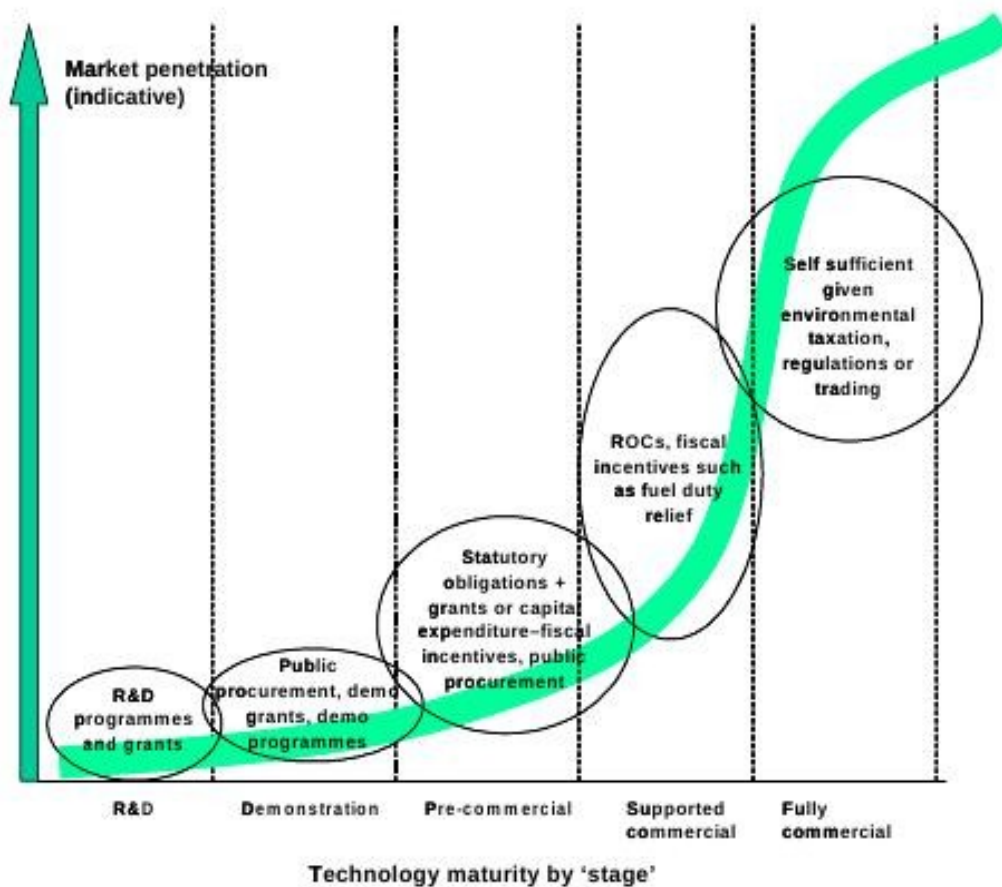 Market penetration
(indicative)
Self sufficient
given
environmental
taxation,
regulations or
trading
ROCs, fiscal
incentives such
as fuel duty
relief
Statutory
obligations +
grants or capital
expenditure–fiscal
incentives, public
procurement
Public
procurement, demo
grants, demo
programmes
R&D
programmes
and grants
R&D
Demonstration
Pre-commercial
Supported
commercial
Fully
commercial
Technology maturity by ‘stage’